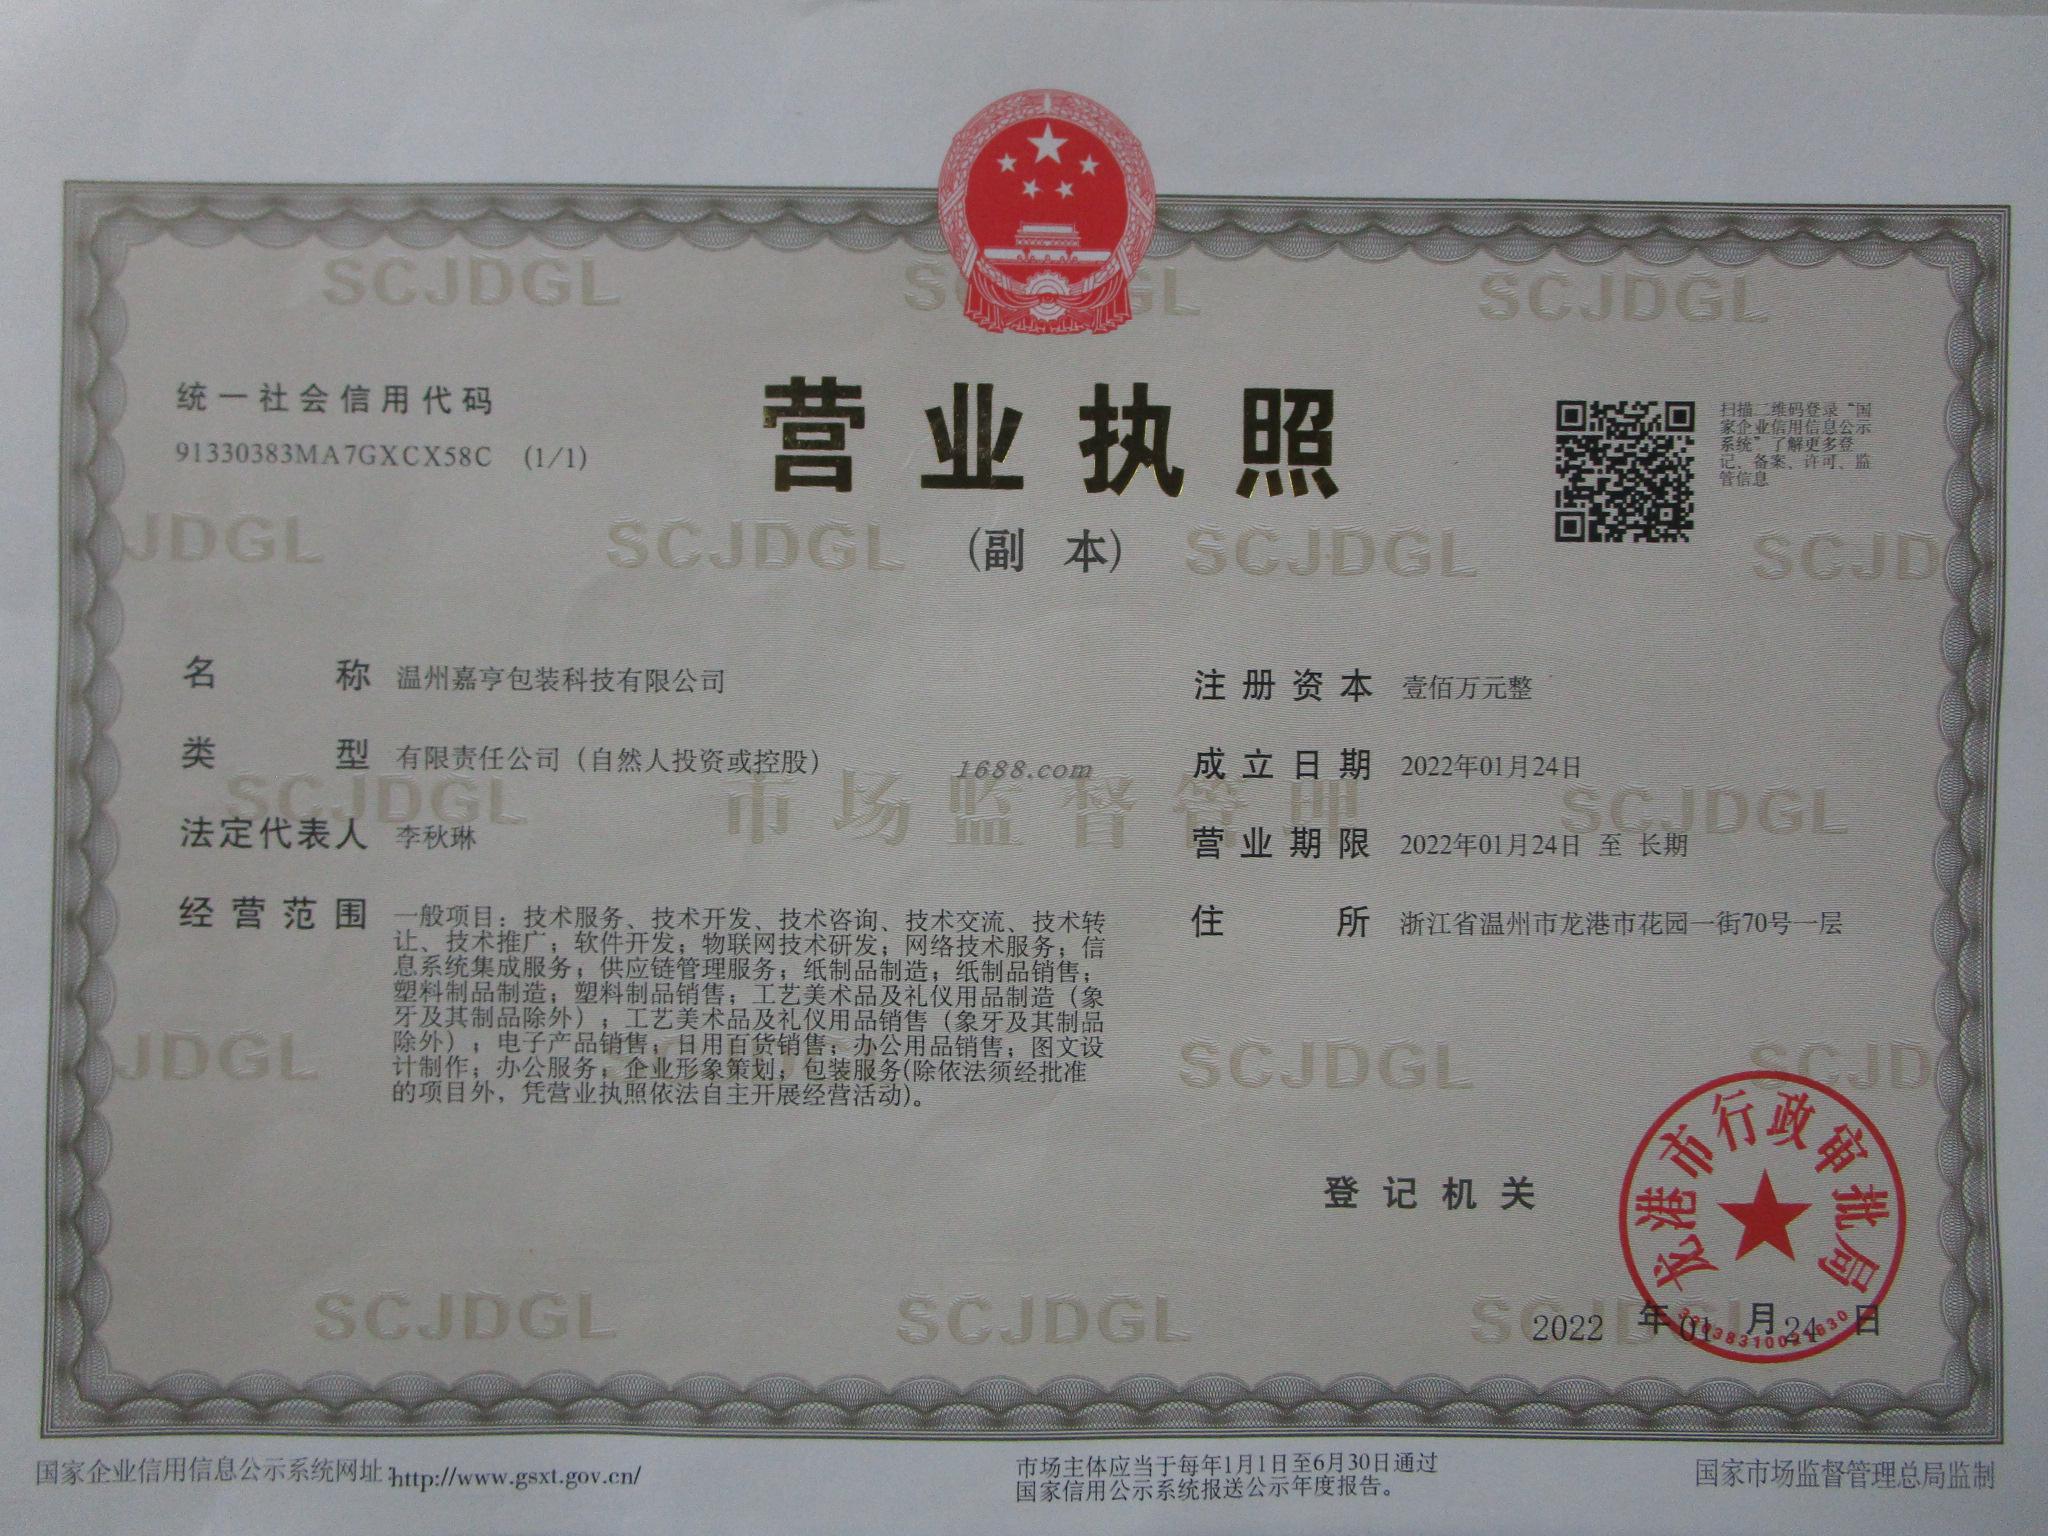 统一社会信用代码
91330383MA7GXCX58C (1/1)
营业执照
(副 本)
扫描二维码登录“国
家企业信用信息公示
系统”了解更多登
记、备案、许可、监
管信息
名称 温州嘉亨包装科技有限公司
类型 有限责任公司（自然人投资或控股）
法定代表人 李秋琳
经营范围 一般项目：技术服务、技术开发、技术咨询、技术交流、技术转
让、技术推广；软件开发；物联网技术研发；网络技术服务；信
息系统集成服务；供应链管理服务；纸制品制造；纸制品销售；
塑料制品制造；塑料制品销售；工艺美术品及礼仪用品制造（象
牙及其制品除外）；工艺美术品及礼仪用品销售（象牙及其制品
除外）；电子产品销售；日用百货销售；办公用品销售；图文设
计制作；办公服务；企业形象策划；包装服务(除依法须经批准
的项目外，凭营业执照依法自主开展经营活动)。
注册资本 壹佰万元整
成立日期 2022年01月24日
营业期限 2022年01月24日 至 长期
住所 浙江省温州市龙港市花园一街70号一层
1688.com
SCJDGL
市场监督管理
登记机关
龙港市行政审批局
2022 年 01 月 24 日
国家企业信用信息公示系统网址：http://www.gsxt.gov.cn/
市场主体应当于每年1月1日至6月30日通过
国家信用公示系统报送公示年度报告。
国家市场监督管理总局监制